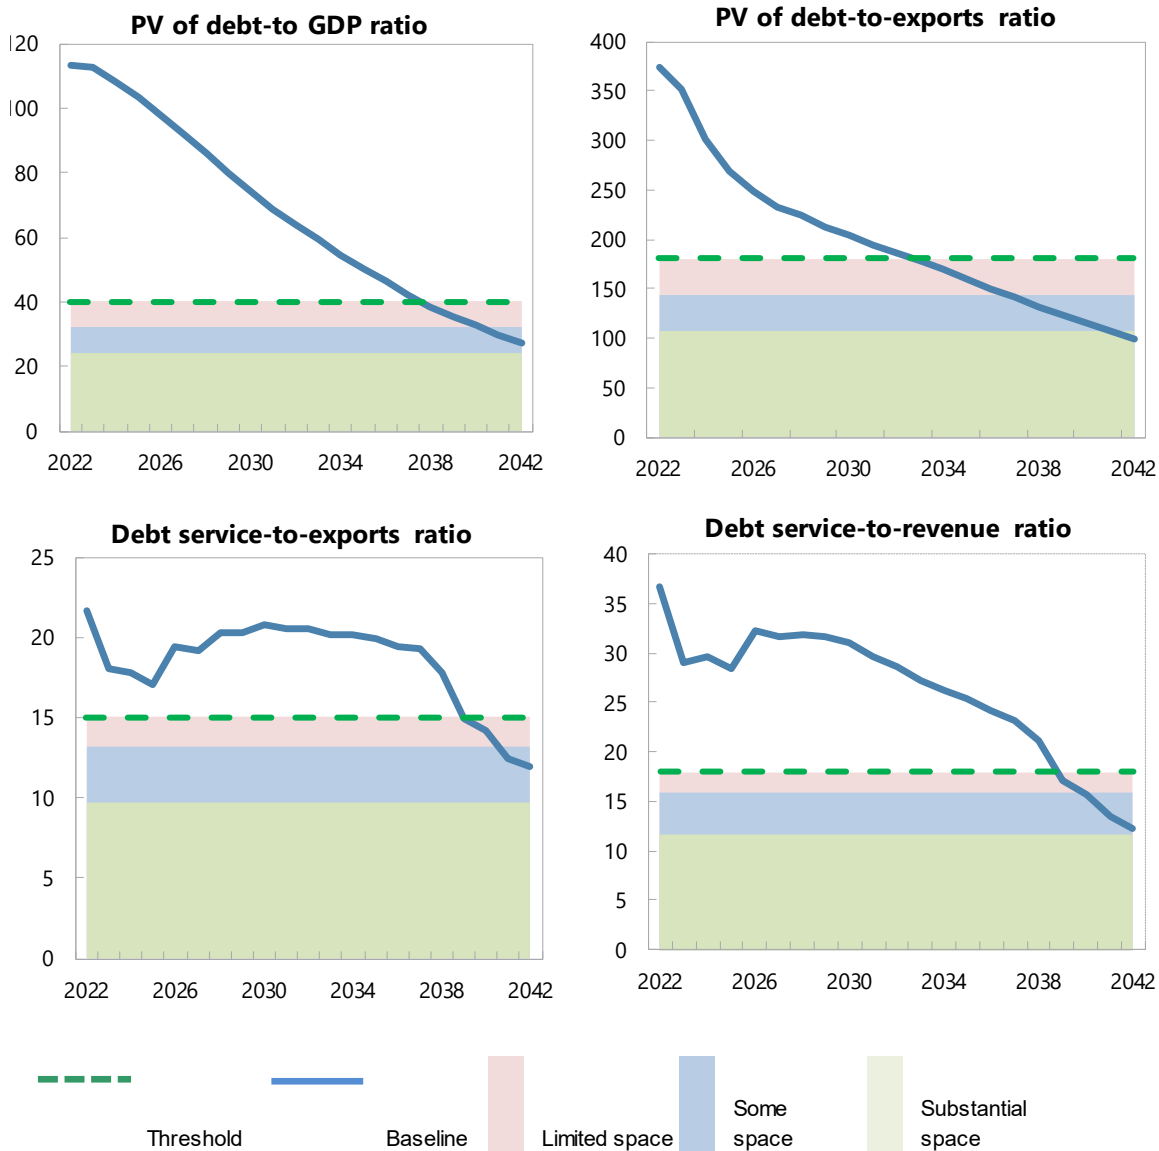 PV of debt-to GDP ratio
120
100
80
60
40
20
0
2022 2026 2030 2034 2038 2042
PV of debt-to-exports ratio
400
350
300
250
200
150
100
50
0
2022 2026 2030 2034 2038 2042
Debt service-to-exports ratio
25
20
15
10
5
0
2022 2026 2030 2034 2038 2042
Debt service-to-revenue ratio
40
35
30
25
20
15
10
5
0
2022 2026 2030 2034 2038 2042
Threshold
Baseline
Limited space
Some
space
Substantial
space